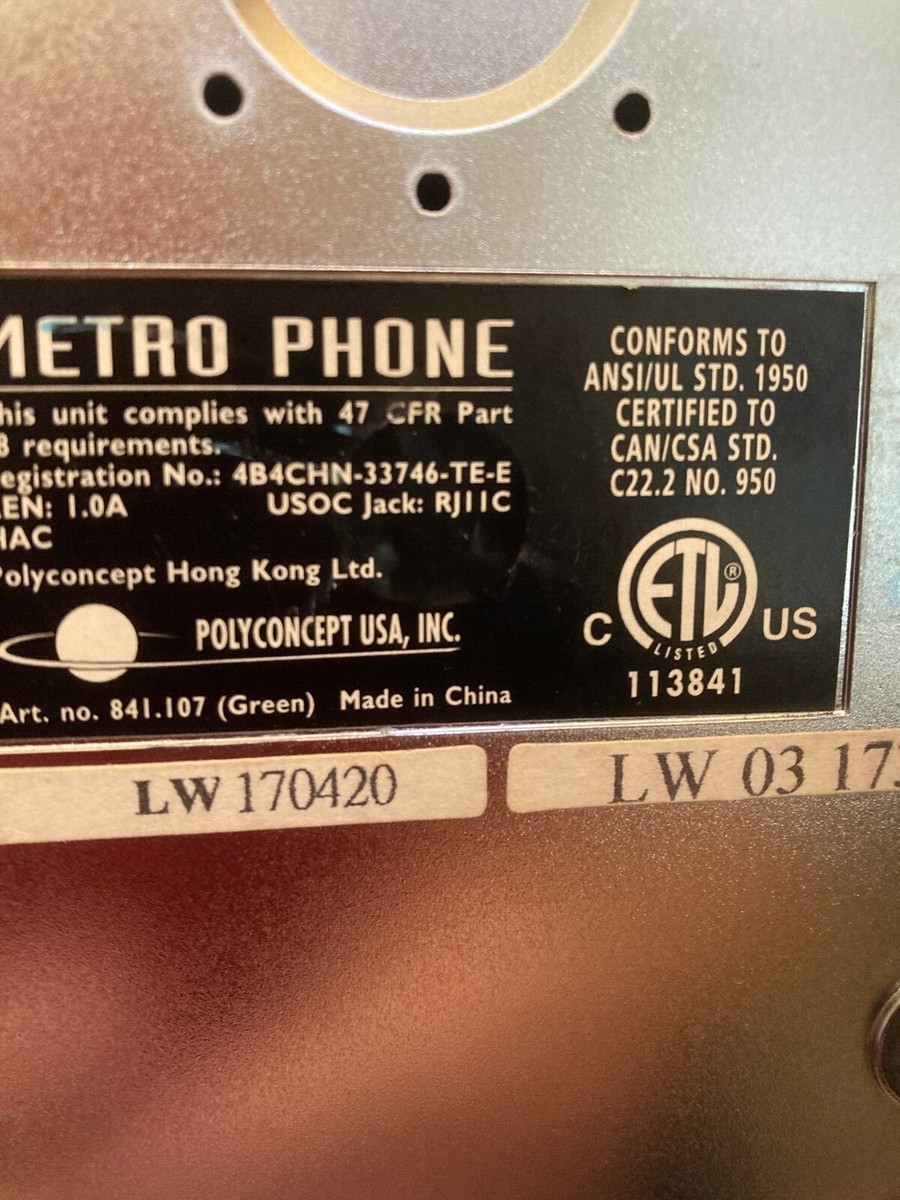 METRO PHONE
his unit complies with 47 CFR Part
8 requirements.
egistration No.: 4B4CHN-33746-TE-E
EN: 1.0A USOC Jack: RJ11C
HAC
Polyconcept Hong Kong Ltd.
POLYCONCEPT USA, INC.
Art. no. 841.107 (Green) Made in China
CONFORMS TO
ANSI/UL STD. 1950
CERTIFIED TO
CAN/CSA STD.
C22.2 NO. 950
C ETL ® US
LISTED
113841
LW 170420
LW 03 173